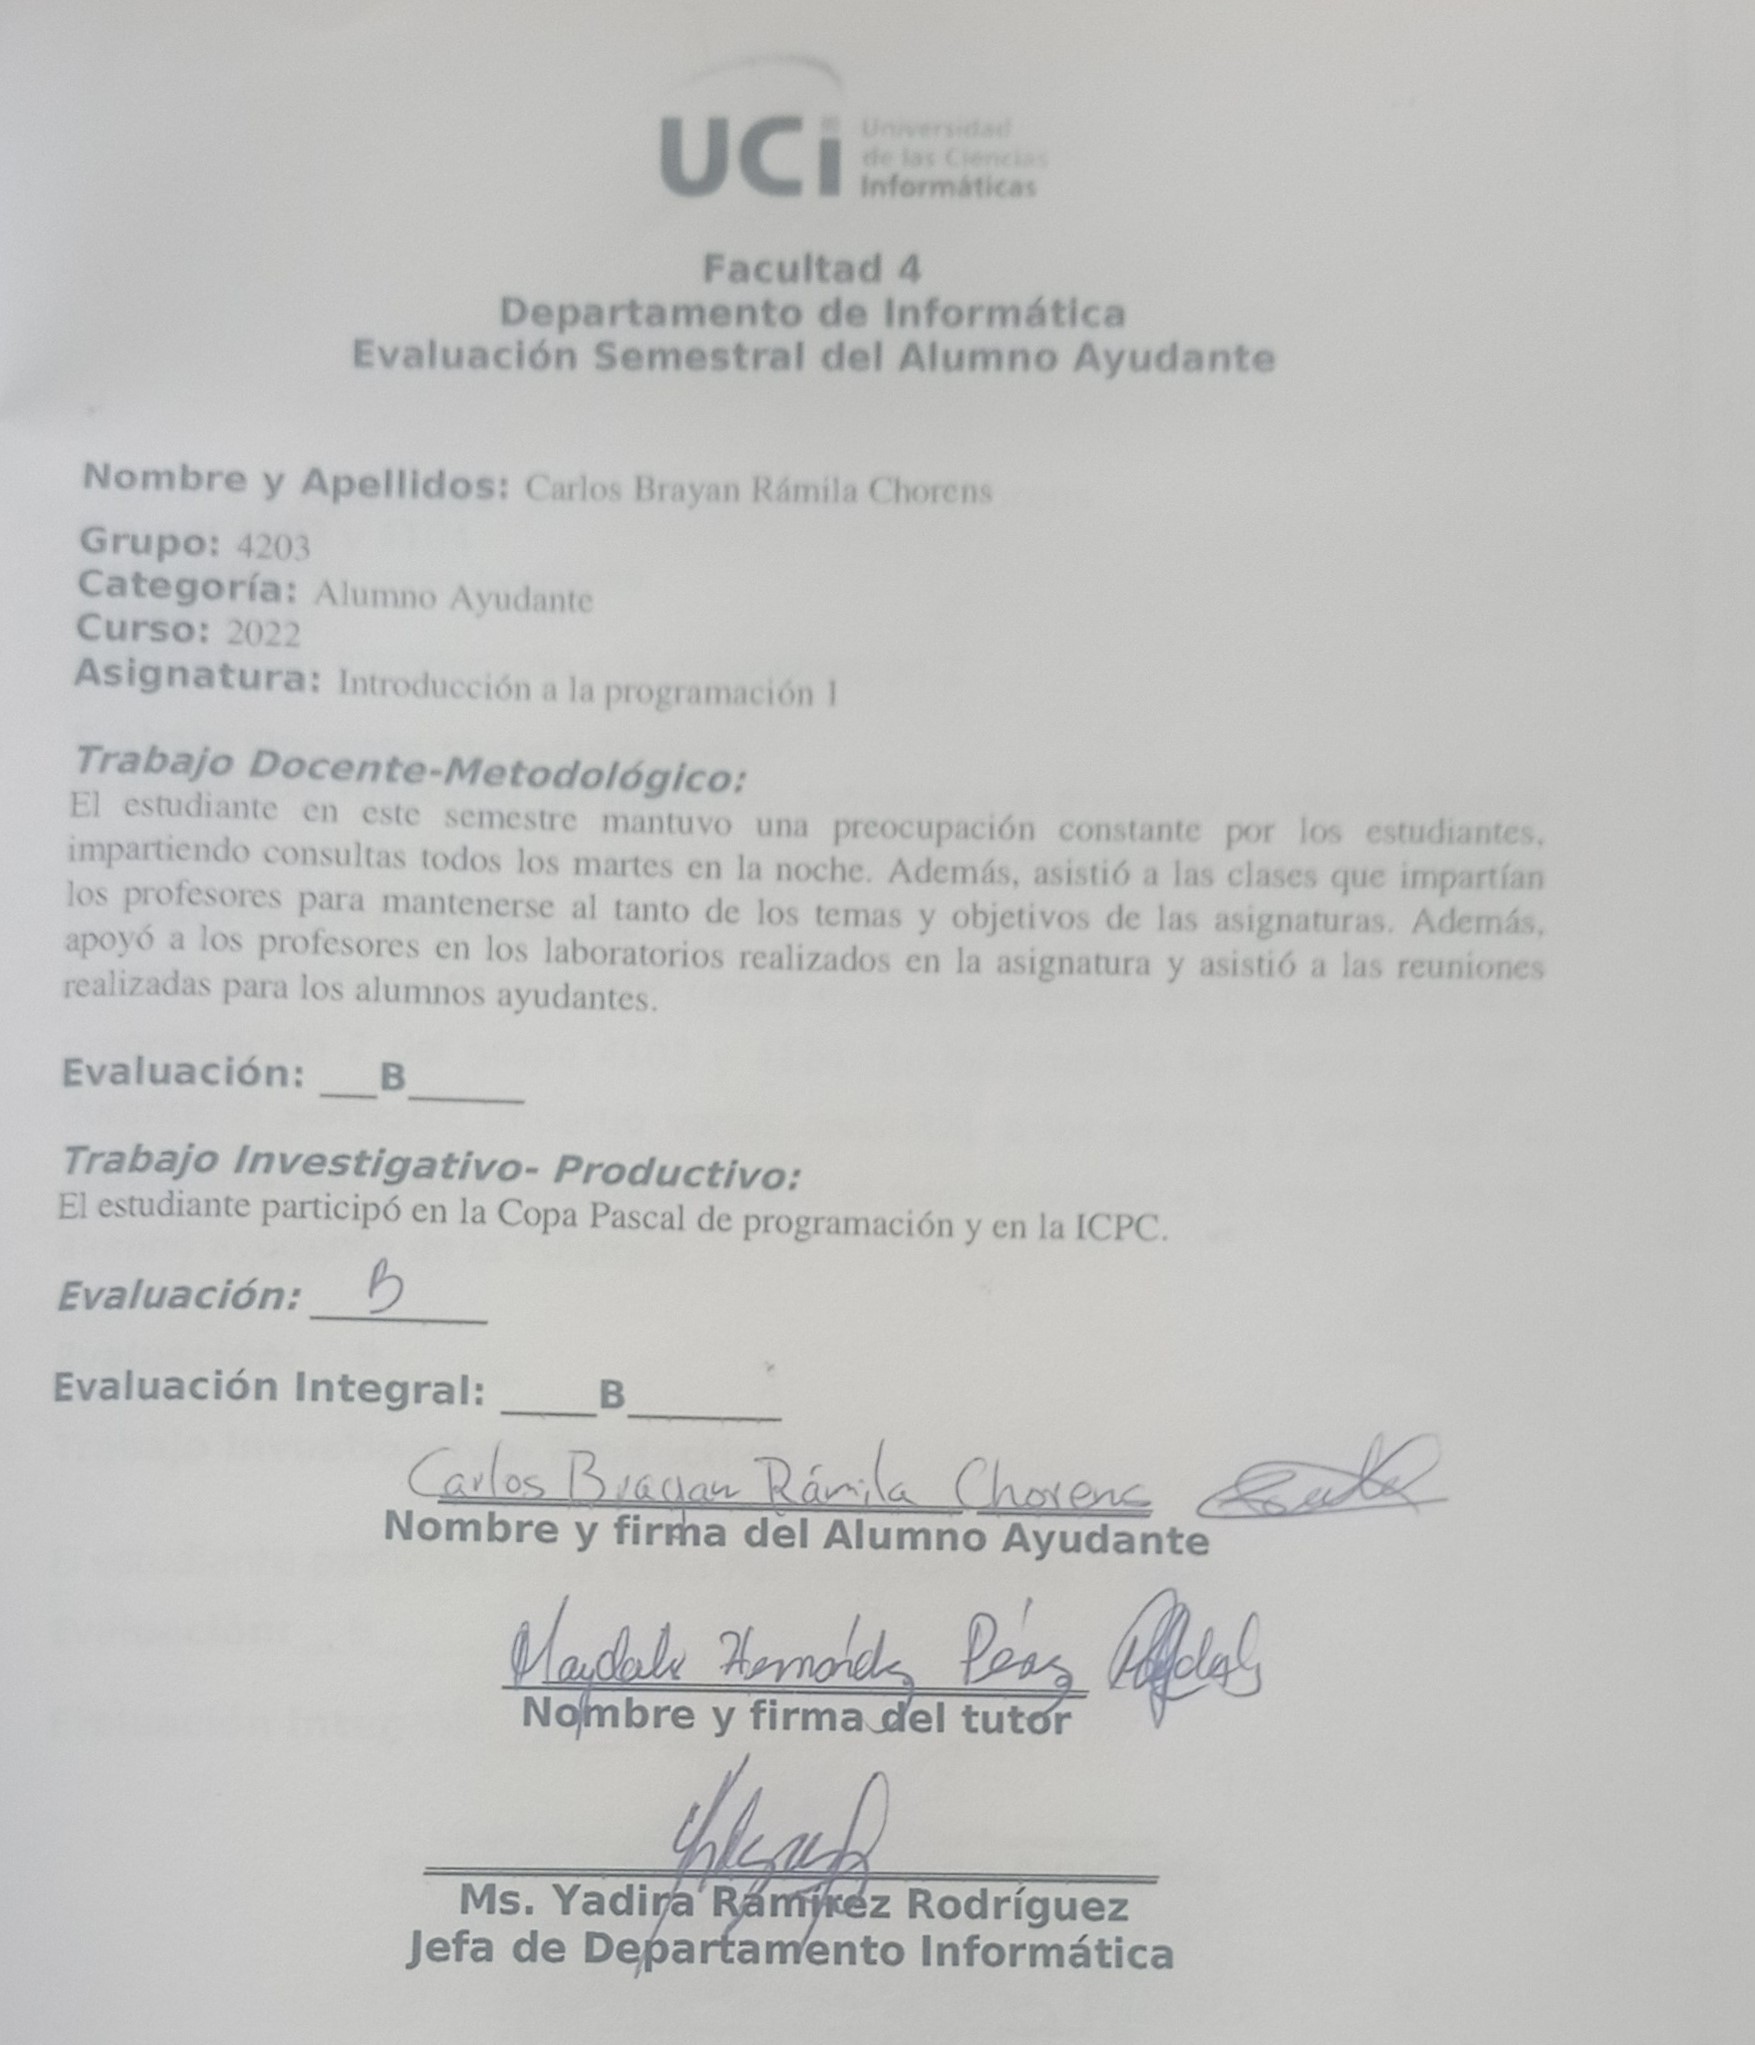 UCi Universidad
de las Ciencias
Informáticas
Facultad 4
Departamento de Informática
Evaluación Semestral del Alumno Ayudante
Nombre y Apellidos: Carlos Brayan Rámila Chorens
Grupo: 4203
Categoría: Alumno Ayudante
Curso: 2022
Asignatura: Introducción a la programación 1
Trabajo Docente-Metodológico:
El estudiante en este semestre mantuvo una preocupación constante por los estudiantes,
impartiendo consultas todos los martes en la noche. Además, asistió a las clases que impartían
los profesores para mantenerse al tanto de los temas y objetivos de las asignaturas. Además,
apoyó a los profesores en los laboratorios realizados en la asignatura y asistió a las reuniones
realizadas para los alumnos ayudantes.
Evaluación: ___B______
Trabajo Investigativo- Productivo:
El estudiante participó en la Copa Pascal de programación y en la ICPC.
Evaluación: B
Evaluación Integral: _____B________
Carlos Brayan Rámila Chorens
Nombre y firma del Alumno Ayudante
Hernández Pérez
Nombre y firma del tutor
Ms. Yadira Ramírez Rodríguez
Jefa de Departamento Informática